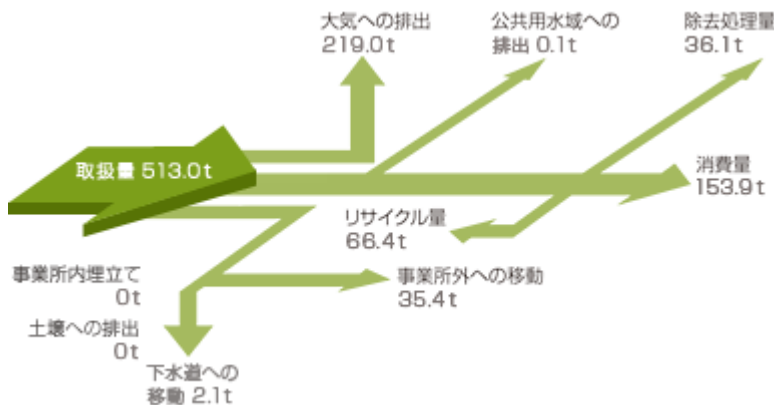 大気への排出
219.0t
公共用水域への
排出 0.1t
除去処理量
36.1t
取扱量 513.0t
消費量
153.9t
リサイクル量
66.4t
事業所内埋立て
0t
事業所外への移動
35.4t
土壌への排出
0t
下水道への
移動 2.1t